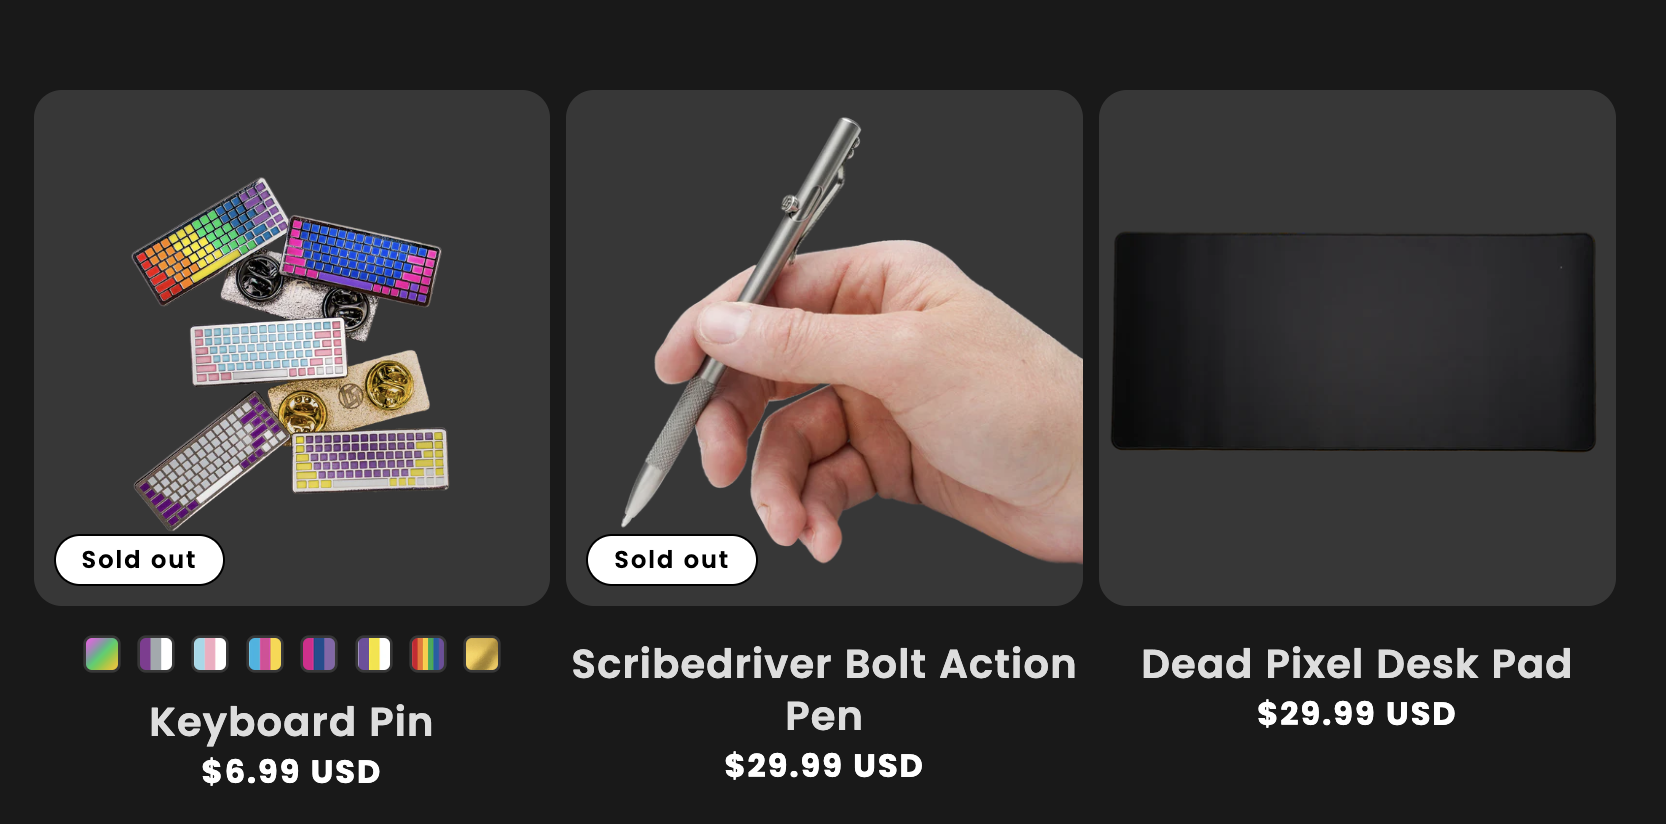 Sold out
Keyboard Pin
$6.99 USD
Sold out
Scribedriver Bolt Action
Pen
$29.99 USD
Dead Pixel Desk Pad
$29.99 USD